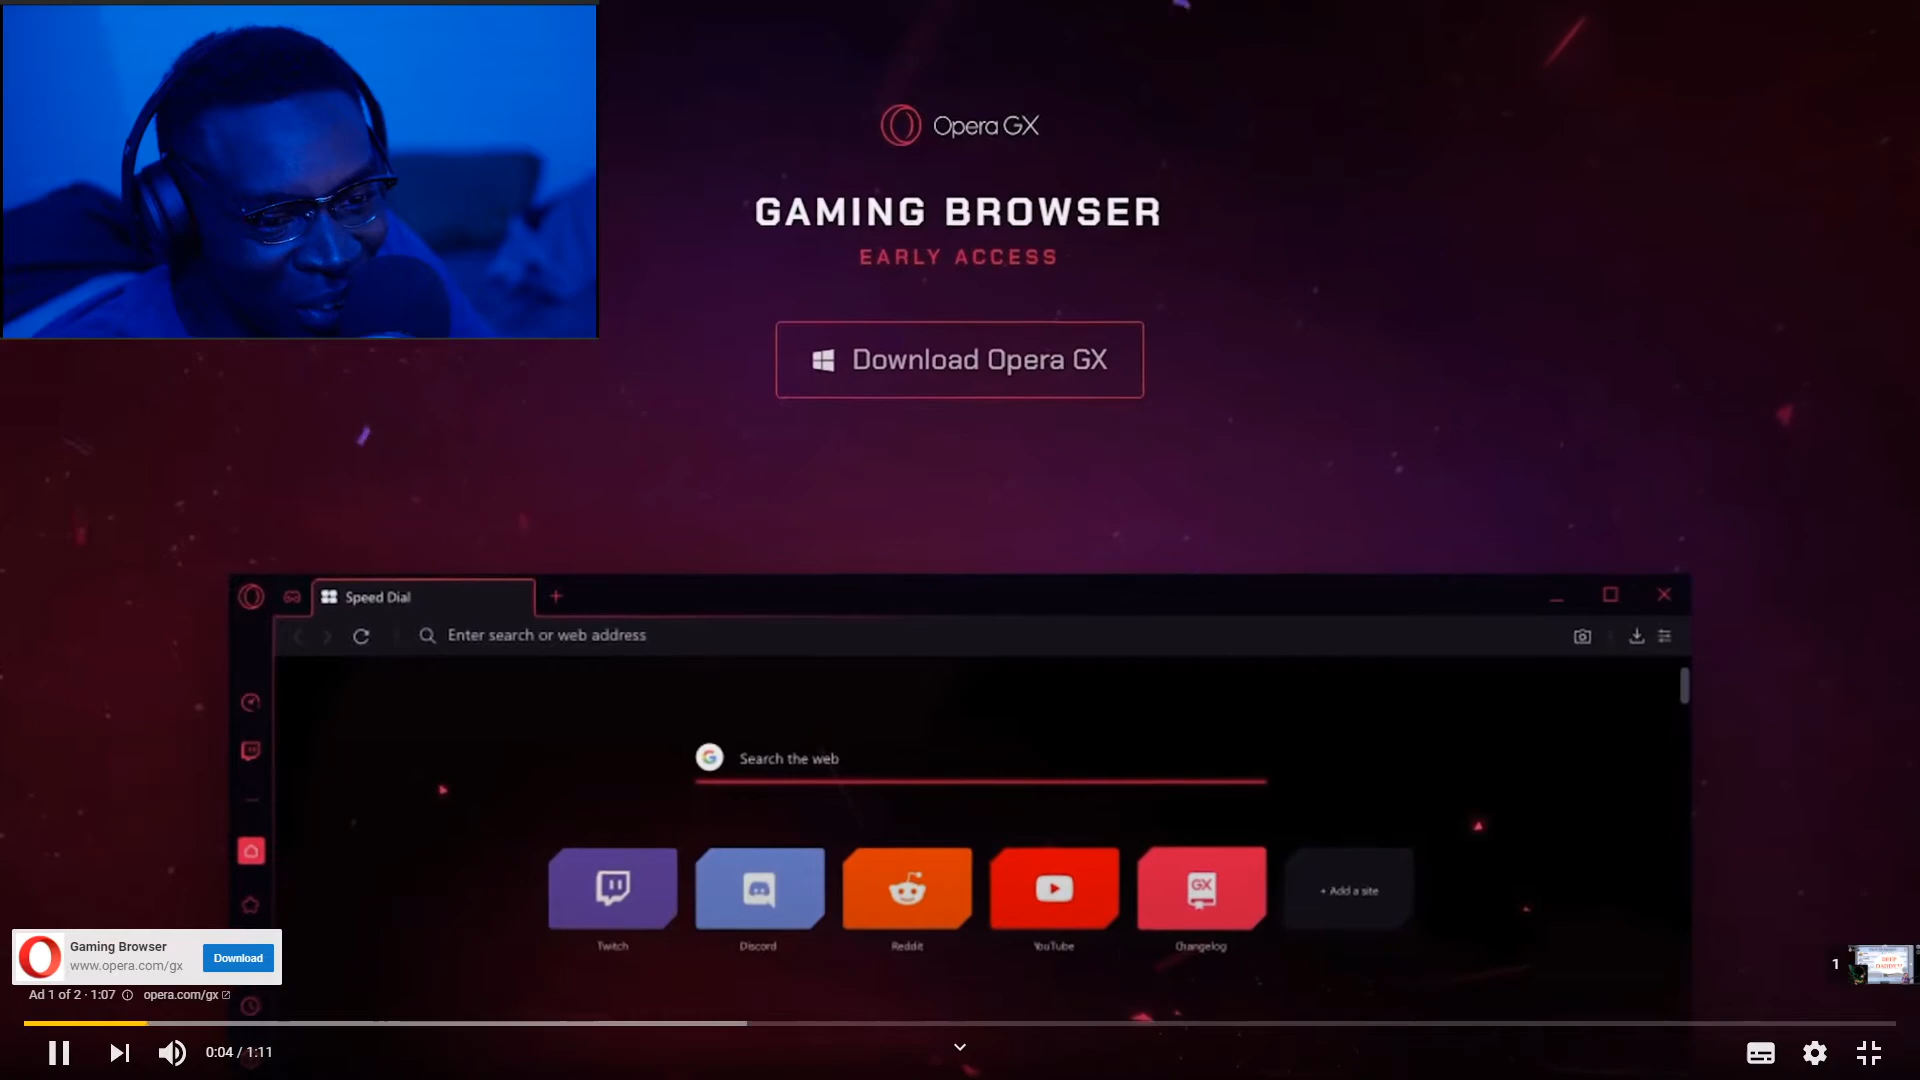 Opera GX
GAMING BROWSER
EARLY ACCESS
Download Opera GX
Speed Dial
Enter search or web address
Search the web
GX
+ Add a site
Twitch
Discord
Reddit
YouTube
Changelog
Gaming Browser
www.opera.com/gx
Download
1
Ad 1 of 2 · 1:07
opera.com/gx
0:04 / 1:11